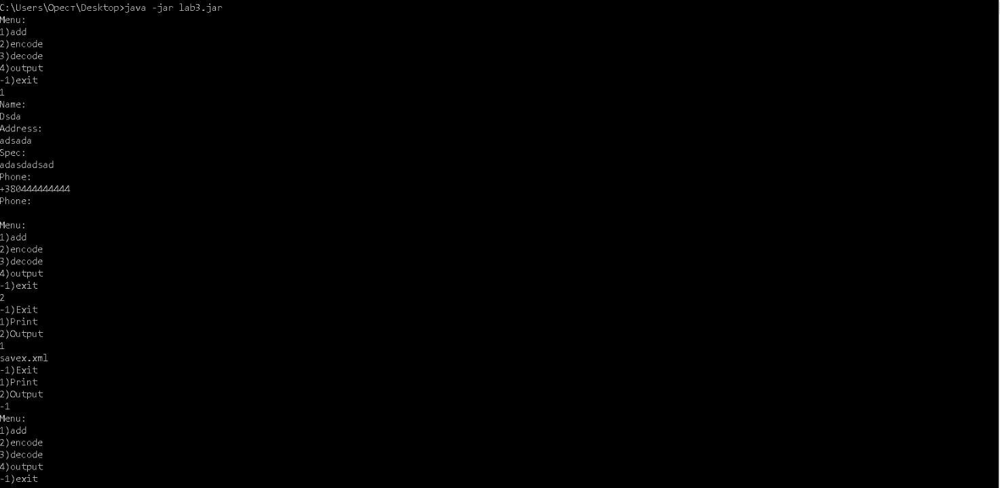 C:\Users\Орест\Desktop>java -jar lab3.jar
Menu:
1)add
2)encode
3)decode
4)output
-1)exit
1
Name:
Dsda
Address:
adsada
Spec:
adasdadsad
Phone:
+380444444444
Phone:
Menu:
1)add
2)encode
3)decode
4)output
-1)exit
2
-1)Exit
1)Print
2)Output
1
savex.xml
-1)Exit
1)Print
2)Output
-1
Menu:
1)add
2)encode
3)decode
4)output
-1)exit